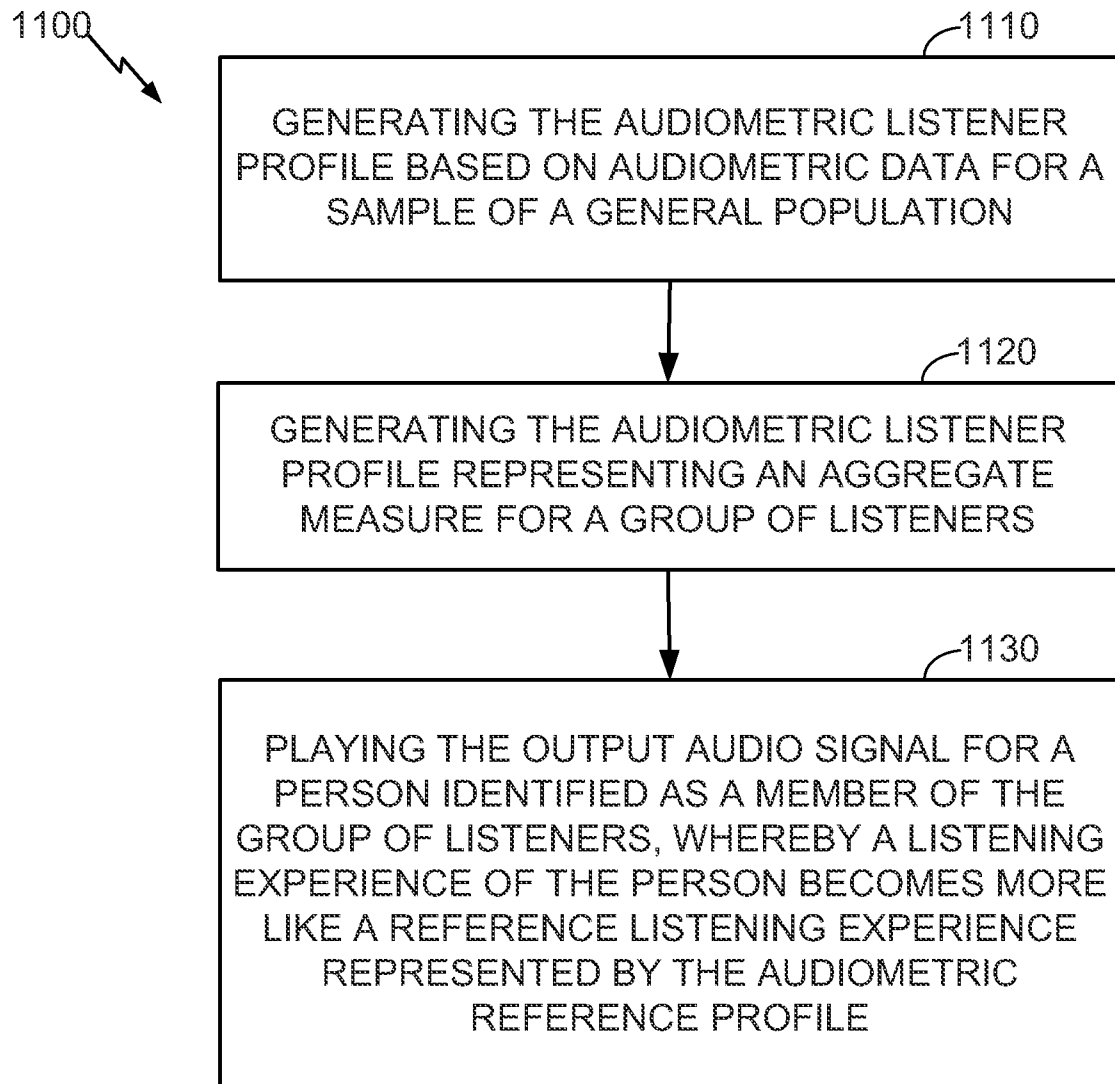 1100
1110
GENERATING THE AUDIOMETRIC LISTENER
PROFILE BASED ON AUDIOMETRIC DATA FOR A
SAMPLE OF A GENERAL POPULATION
1120
GENERATING THE AUDIOMETRIC LISTENER
PROFILE REPRESENTING AN AGGREGATE
MEASURE FOR A GROUP OF LISTENERS
1130
PLAYING THE OUTPUT AUDIO SIGNAL FOR A
PERSON IDENTIFIED AS A MEMBER OF THE
GROUP OF LISTENERS, WHEREBY A LISTENING
EXPERIENCE OF THE PERSON BECOMES MORE
LIKE A REFERENCE LISTENING EXPERIENCE
REPRESENTED BY THE AUDIOMETRIC
REFERENCE PROFILE